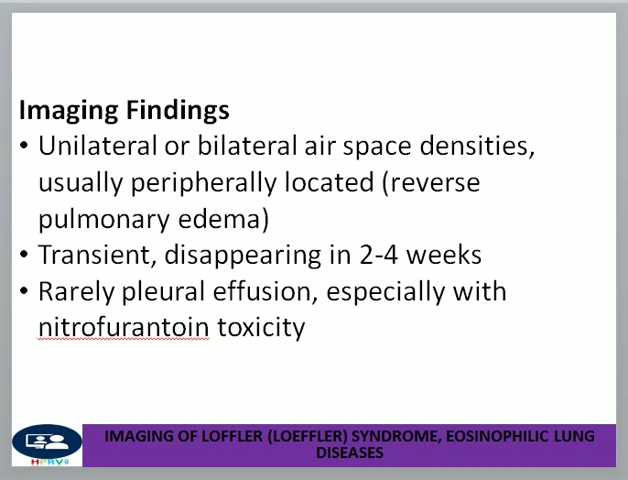 Imaging Findings
• Unilateral or bilateral air space densities,
usually peripherally located (reverse
pulmonary edema)
• Transient, disappearing in 2-4 weeks
• Rarely pleural effusion, especially with
nitrofurantoin toxicity
IMAGING OF LOFFLER (LOEFFLER) SYNDROME, EOSINOPHILIC LUNG
DISEASES
HPRV0